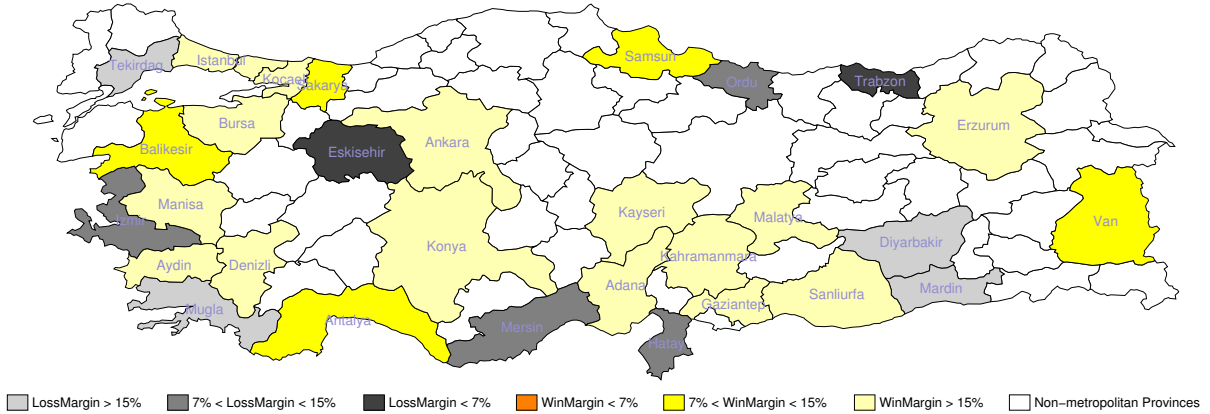 Samsun
Istanbul
Tekirdag
Kocaeli
Sakarya
Ordu
Trabzon
Bursa
Erzurum
Ankara
Balikesir
Eskisehir
Manisa
Kayseri
Malatya
Izmir
Van
Konya
Diyarbakir
Kahramanmara
Aydin
Denizli
Adana
Mardin
Sanliurfa
Gaziantep
Mugla
Antalya
Mersin
Hatay
LossMargin > 15% 7% < LossMargin < 15% LossMargin < 7% WinMargin < 7% 7% < WinMargin < 15% WinMargin > 15% Non−metropolitan Provinces